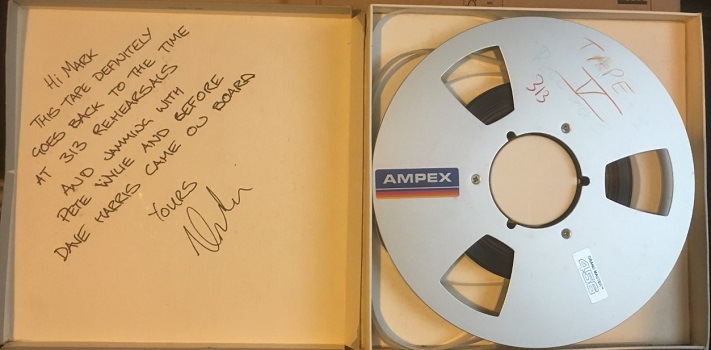 HI MARK
THIS TAPE DEFINITELY
GOES BACK TO THE TIME
AT 313 REHEARSALS
AND JAMMING WITH
PETE WYLIE AND BEFORE
DAVE HARRIS CAME ON BOARD
YOURS
TAPE
V
313
AMPEX
456